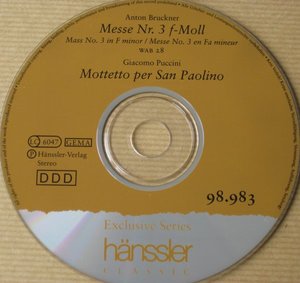 Anton Bruckner
Messe Nr. 3 f-Moll
Mass No. 3 in F minor / Messe No. 3 en Fa mineur
WAB 28
Giacomo Puccini
Mottetto per San Paolino
LC 6047 GEMA
Ⓟ Hänssler-Verlag
Stereo
DDD
98.983
Exclusive Series
hänssler
CLASSIC